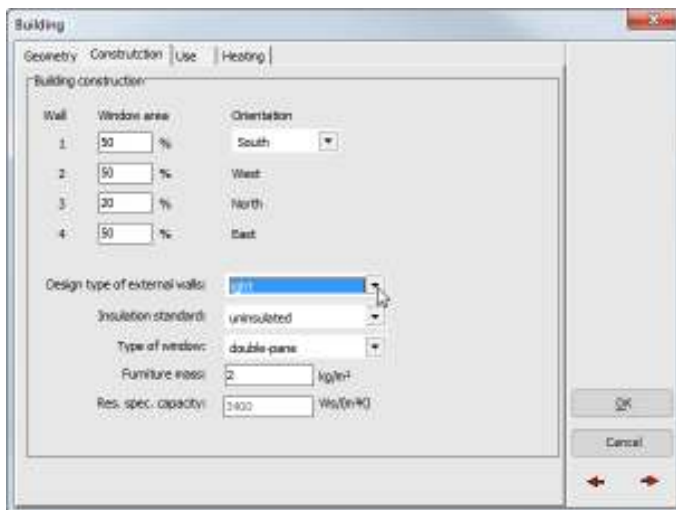 Building
Geometry Construtction Use Heating
Building construction
Wall Window area Orientation
1 50 % South
2 50 % West
3 20 % North
4 50 % East
Design type of external walls: light
Insulation standard: uninsulated
Type of window: double-pane
Furniture mass: 2 kg/m²
Res. spec. capacity: 3400 Ws/(m²K)
OK
Cancel